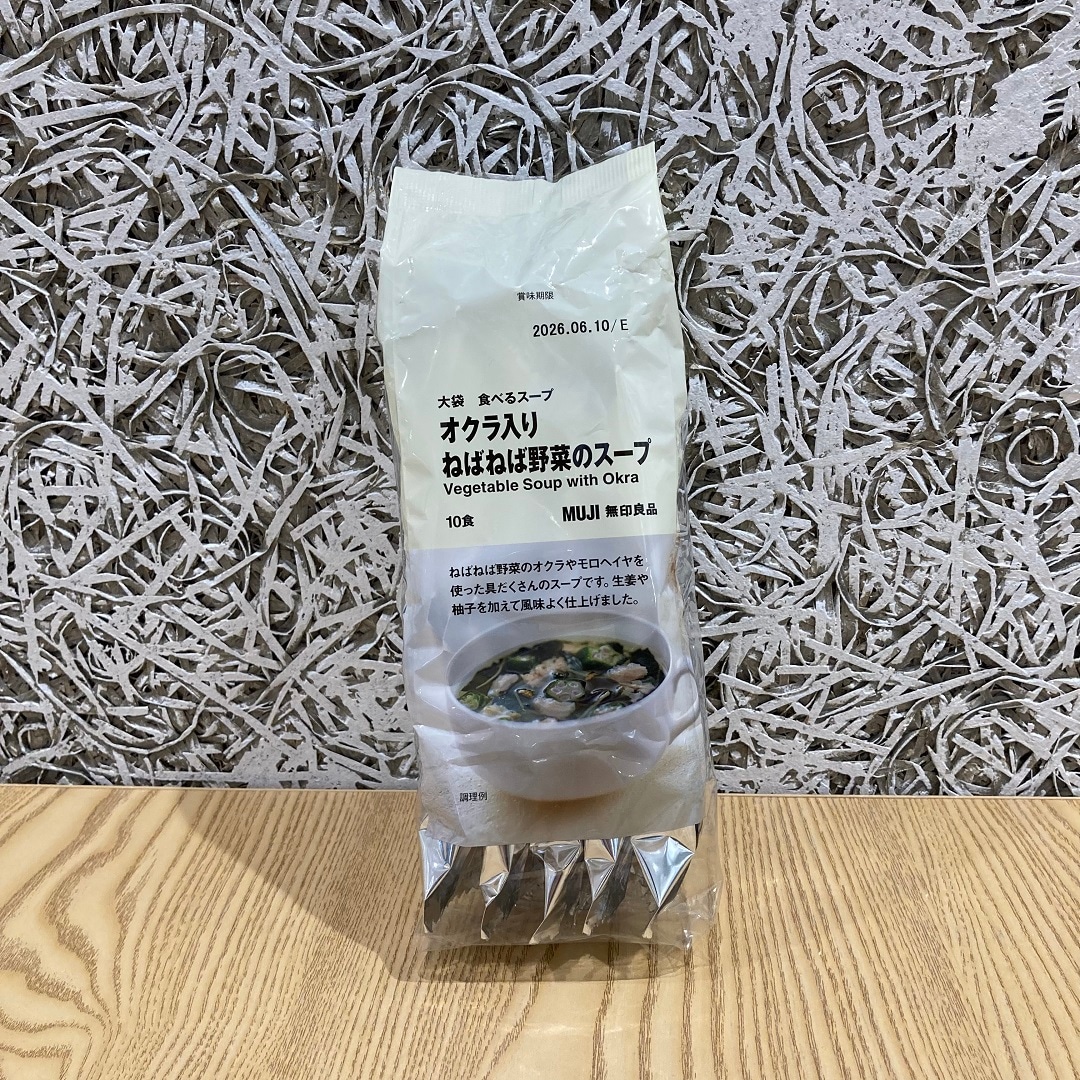 賞味期限
2026.06.10/E
大袋 食べるスープ
オクラ入り
ねばねば野菜のスープ
Vegetable Soup with Okra
10食 MUJI 無印良品
ねばねば野菜のオクラやモロヘイヤを
使った具だくさんのスープです。生姜や
柚子を加えて風味よく仕上げました。
調理例